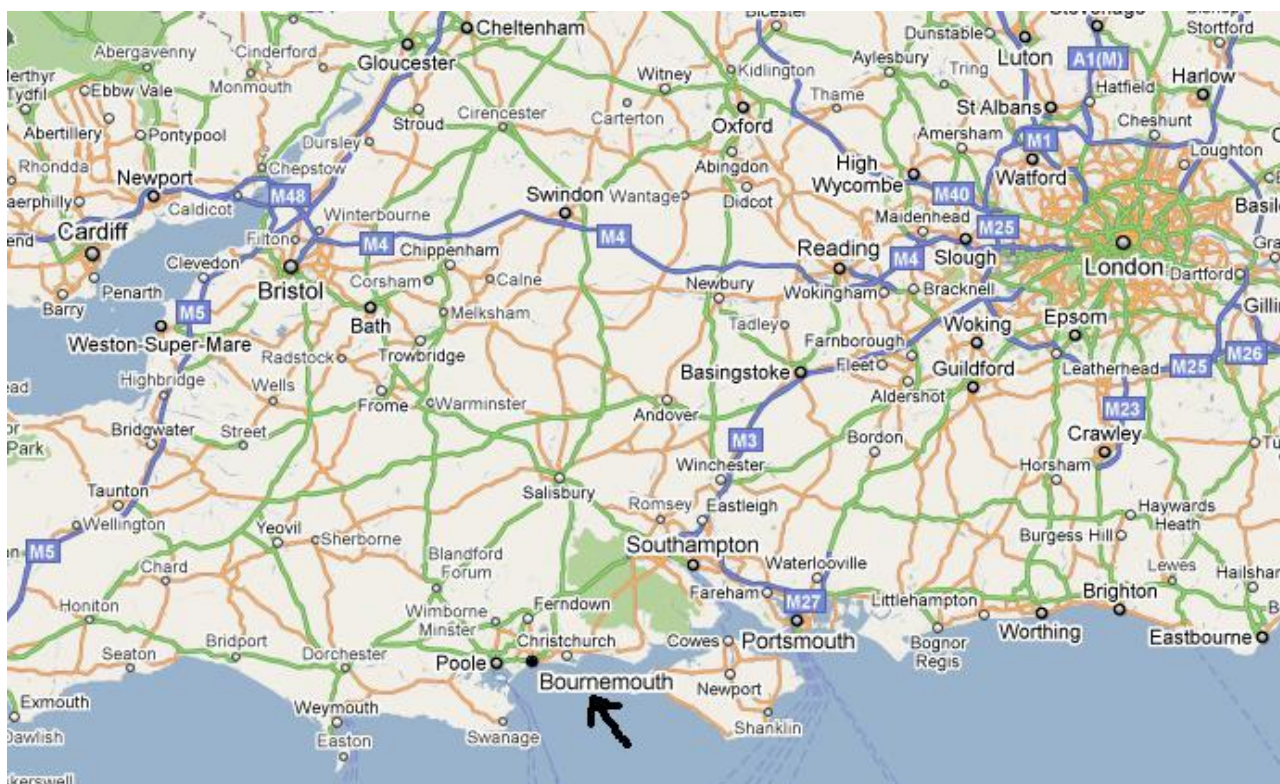 Cheltenham
Bicester
Stevenage
Stortford
Dunstable
Luton
A1(M)
Abergavenny
Cinderford
Gloucester
Aylesbury
Tring
Harlow
Merthyr
Tydfil
Ebbw Vale
Monmouth
Witney
Kidlington
Hatfield
Cirencester
Carterton
Oxford
Thame
St Albans
Cheshunt
Abertillery
Pontypool
Stroud
Amersham
M1
Dursley
Abingdon
High
Wycombe
Loughton
Rhondda
Chepstow
Watford
Newport
M48
Swindon
Wantage
Didcot
M40
Caldicot
Winterbourne
Maidenhead
M25
Cardiff
Filton
M4
Chippenham
M4
Reading
M4
Slough
London
Dartford
Clevedon
Corsham
Calne
Newbury
Wokingham
Bracknell
Penarth
Bristol
Barry
M5
Bath
Melksham
Tadley
Woking
Epsom
Weston-Super-Mare
Radstock
Trowbridge
Farnborough
Fleet
Guildford
Leatherhead
M25
M26
Highbridge
Wells
Basingstoke
Aldershot
Frome
Warminster
Andover
M23
Park
Bridgwater
Street
M3
Bordon
Crawley
Winchester
Horsham
Taunton
Salisbury
Romsey
Eastleigh
Haywards
Heath
Wellington
Yeovil
Sherborne
Burgess Hill
M5
Chard
Blandford
Forum
Southampton
Waterlooville
Lewes
Hailsham
Fareham
M27
Littlehampton
Brighton
Honiton
Wimborne
Minster
Ferndown
Worthing
Bridport
Christchurch
Cowes
Portsmouth
Bognor
Regis
Eastbourne
Seaton
Dorchester
Poole
Bournemouth
Newport
Exmouth
Weymouth
Swanage
Shanklin
Dawlish
Easton